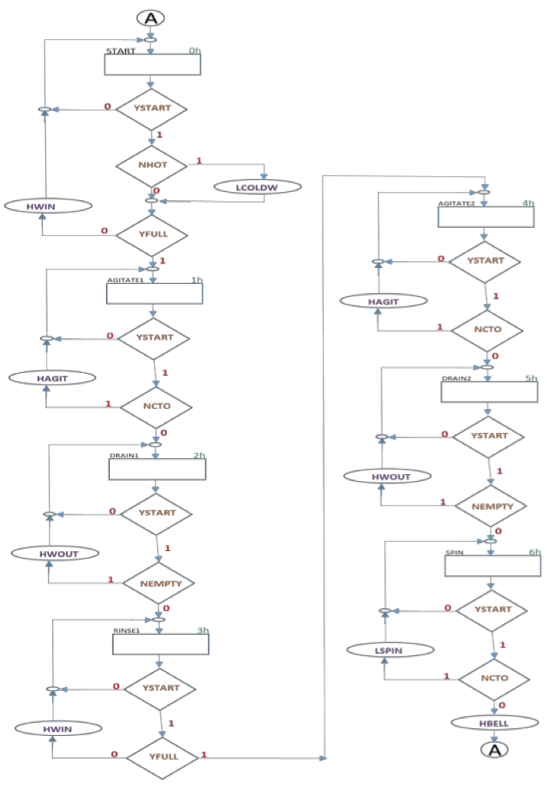 A
START 0h
0 YSTART
1
NHOT 1
LCOLDW
0
HWIN
0 YFULL
1
AGITATE1 1h
0 YSTART
1
HAGIT
1 NCTO
0
DRAIN1 2h
0 YSTART
1
HWOUT
1 NEMPTY
0
RINSE1 3h
0 YSTART
1
HWIN
0 YFULL 1
AGITATE2 4h
0 YSTART
1
HAGIT
1 NCTO
0
DRAIN2 5h
0 YSTART
1
HWOUT
1 NEMPTY
0
SPIN 6h
0 YSTART
1
LSPIN
1 NCTO
0
HBELL
A